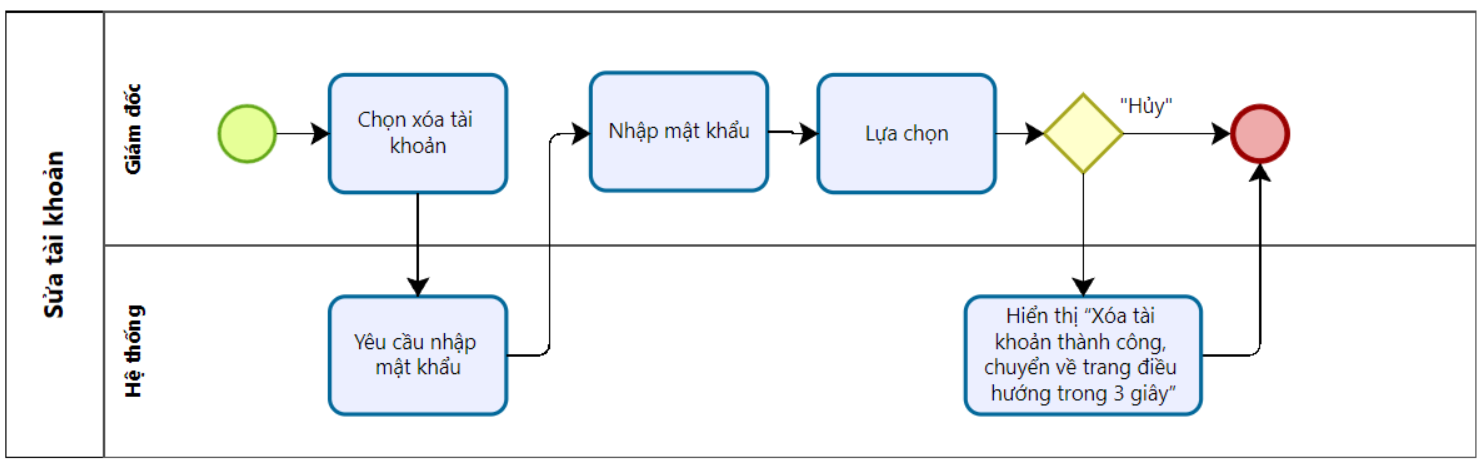 Sửa tài khoản
Giám đốc
Chọn xóa tài
khoản
Nhập mật khẩu
Lựa chọn
"Hủy"
Hệ thống
Yêu cầu nhập
mật khẩu
Hiển thị “Xóa tài
khoản thành công,
chuyển về trang điều
hướng trong 3 giây”